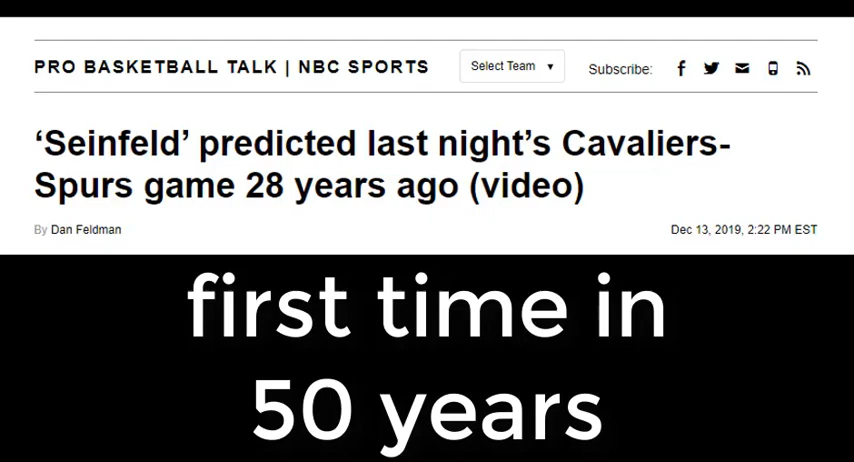 PRO BASKETBALL TALK | NBC SPORTS
Select Team ▼
Subscribe:
‘Seinfeld’ predicted last night’s Cavaliers-
Spurs game 28 years ago (video)
By Dan Feldman
Dec 13, 2019, 2:22 PM EST
first time in
50 years